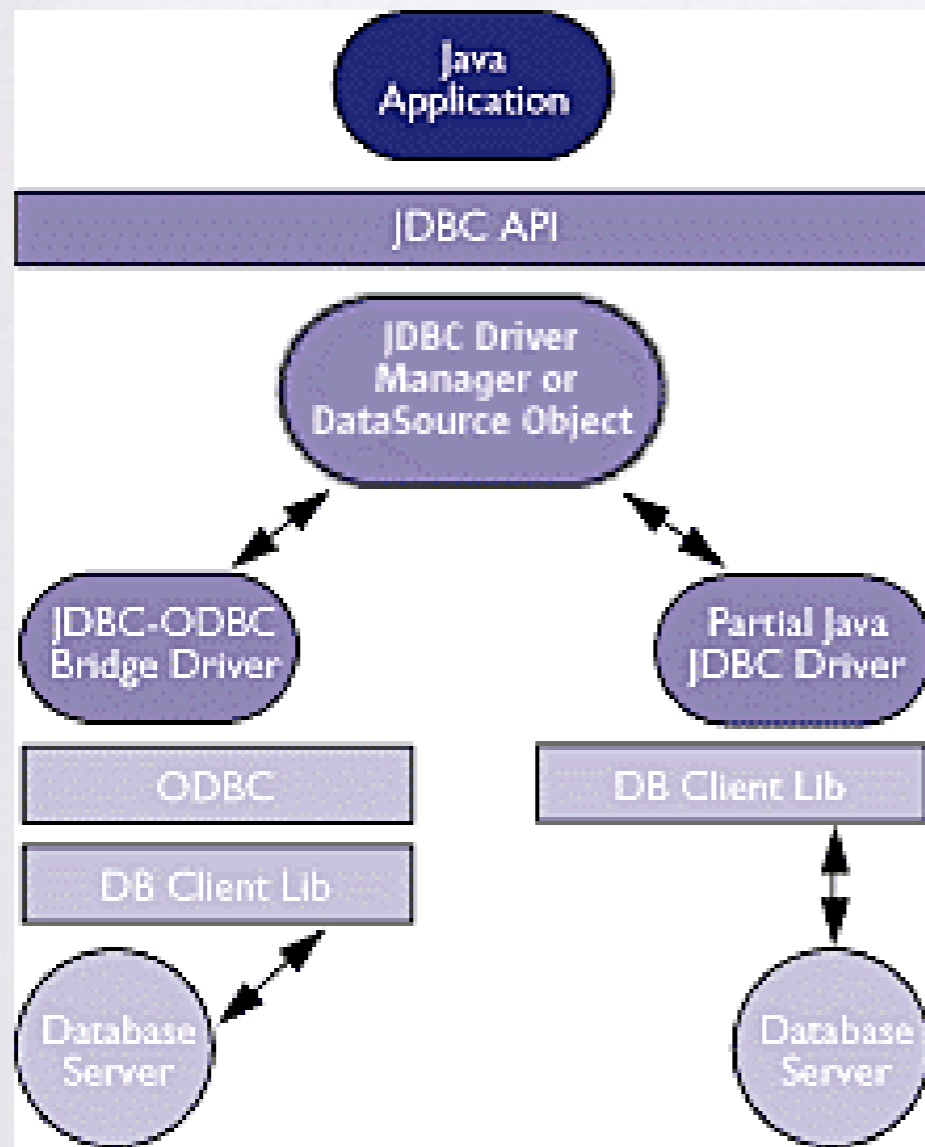 Java
Application
JDBC API
JDBC Driver
Manager or
DataSource Object
JDBC-ODBC
Bridge Driver
Partial Java
JDBC Driver
ODBC
DB Client Lib
DB Client Lib
Database
Server
Database
Server